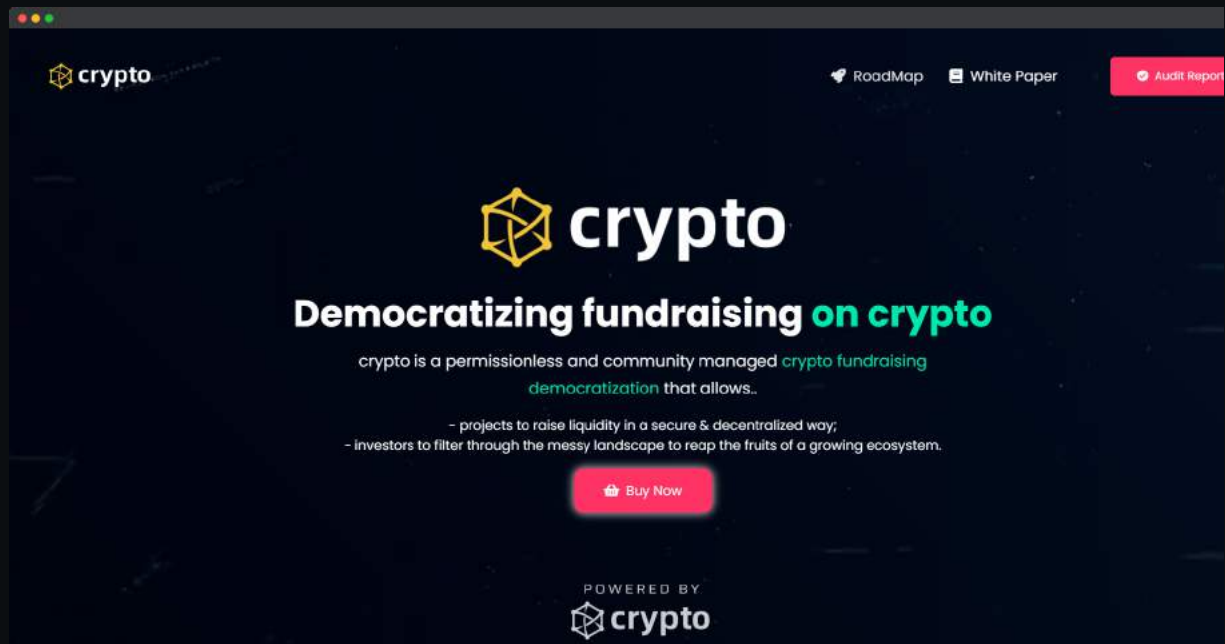 crypto
RoadMap
White Paper
Audit Report
crypto
Democratizing fundraising on crypto
crypto is a permissionless and community managed crypto fundraising
democratization that allows..
- projects to raise liquidity in a secure & decentralized way;
- investors to filter through the messy landscape to reap the fruits of a growing ecosystem.
Buy Now
POWERED BY
crypto